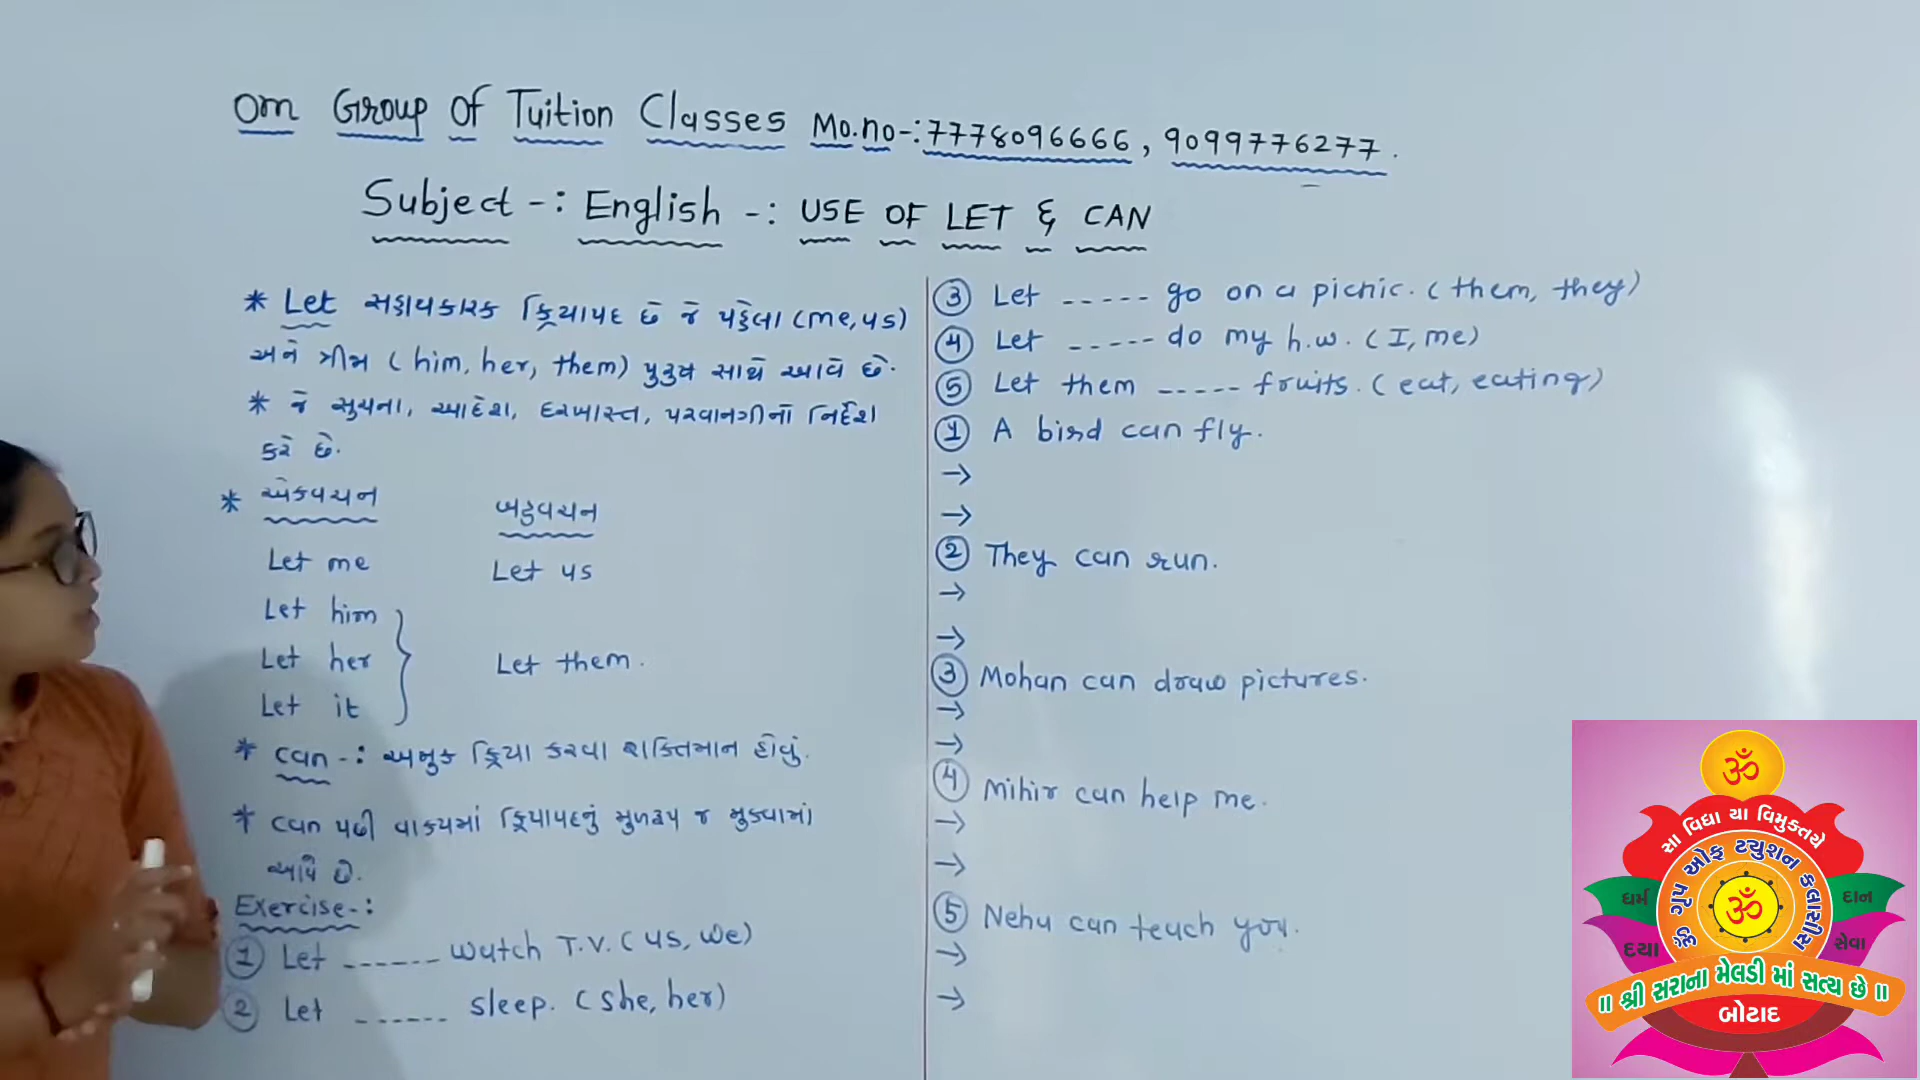 Om Group Of Tuition Classes Mo.no-:7778096666, 9099776277.
Subject -: English -: USE OF LET & CAN
* Let સહાયકારક ક્રિયાપદ છે જે પહેલા (me, us)
અને ત્રીજા (him, her, them) પુરુષ સાથે આવે છે.
* જે સુચના, આદેશ, દરખાસ્ત, પરવાનગીનો નિર્દેશ
કરે છે.
* એકવચન બહુવચન
Let me Let us
Let him
Let her Let them.
Let it
* can -: અમુક ક્રિયા કરવા શક્તિમાન હોવું.
* can પછી વાક્યમાં ક્રિયાપદનું મુળરૂપ જ મુકવામાં
આવે છે.
Exercise-:
① Let ------ watch T.V. (us, we)
② Let ------ sleep. (she, her)
③ Let ----- go on a picnic. (them, they)
④ Let ----- do my h.w. (I, me)
⑤ Let them ----- fruits. (eat, eating)
① A bird can fly.
→
→
② They can run.
→
→
③ Mohan can draw pictures.
→
→
④ Mihir can help me.
→
→
⑤ Neha can teach you.
→
→
ॐ
સા વિદ્યા યા વિમુક્તયે
ૐ ગૃપ ઓફ ટયુશન કલાસીસ
ॐ
ધર્મ દાન
દયા સેવા
॥ શ્રી સરાના મેલડી માં સત્ય છે ॥
બોટાદ